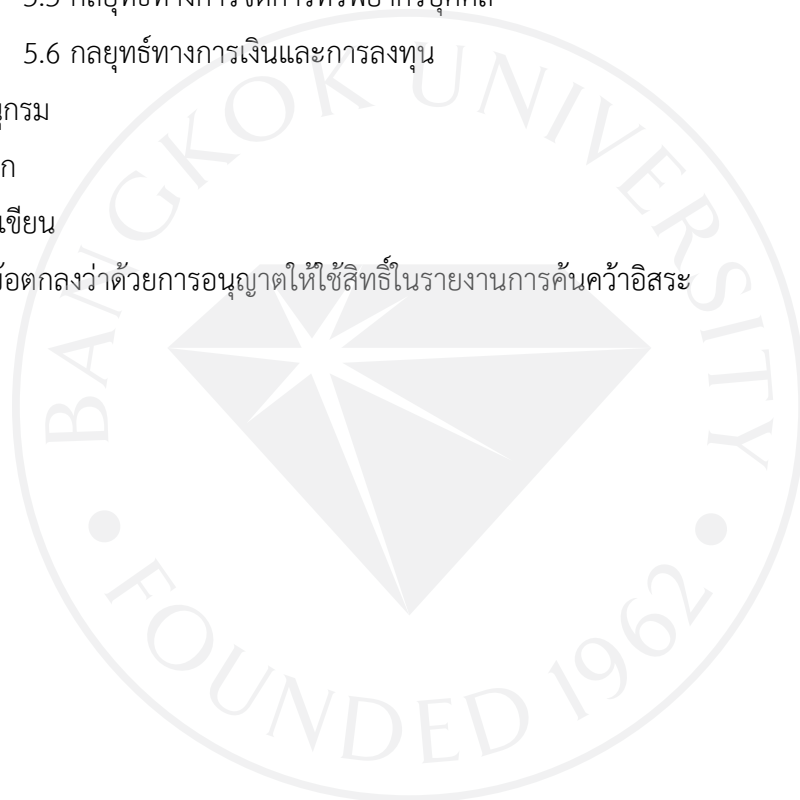 5.6 กลยุทธ์ทางการเงินและการลงทุน
เขียน
ข้อตกลงว่าด้วยการอนุญาตให้ใช้สิทธิ์ในรายงานการค้นคว้าอิสระ
BANGKOK UNIVERSITY
FOUNDED 1962